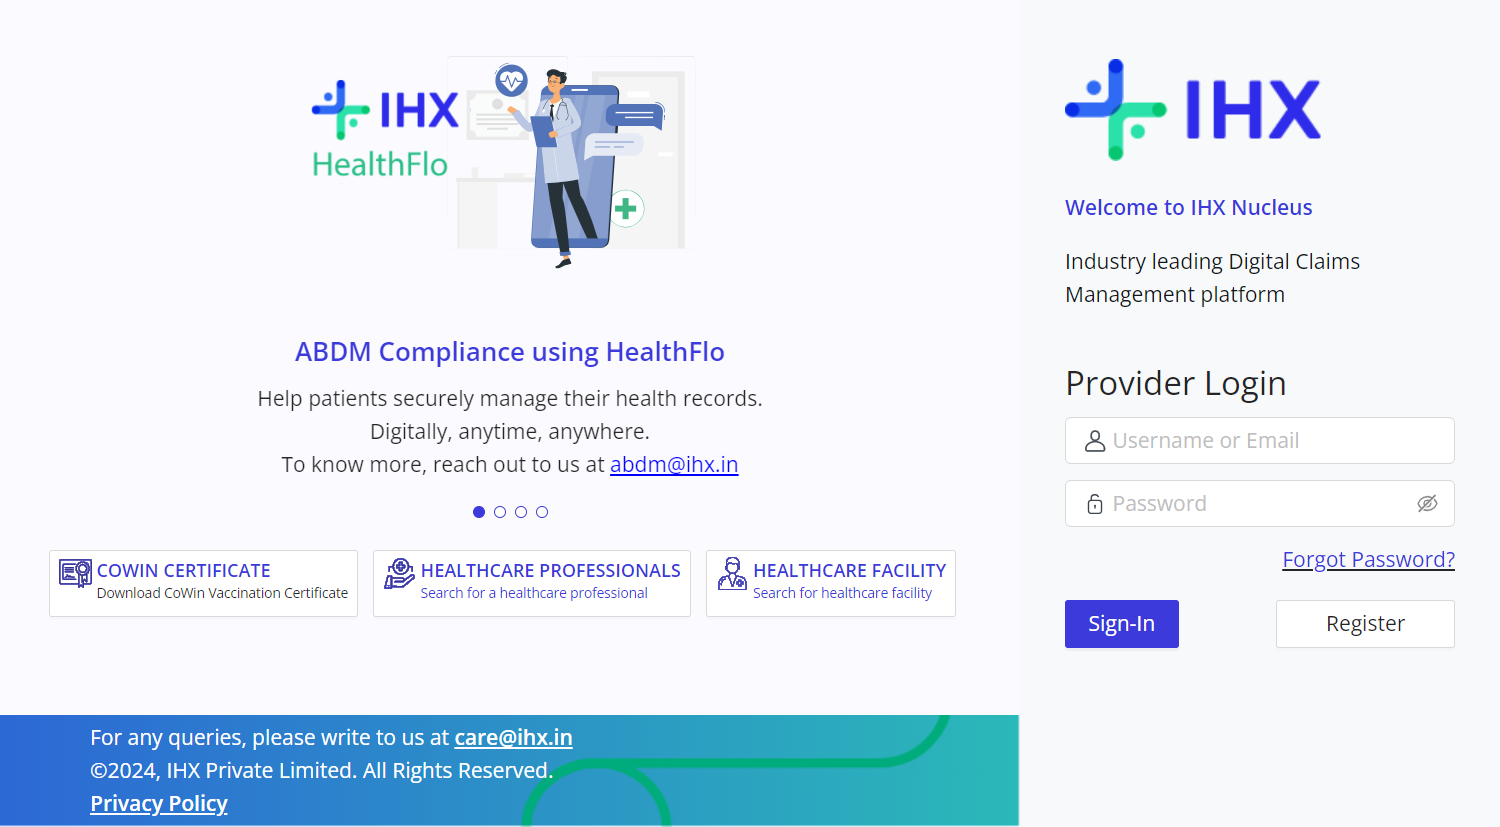 IHX
HealthFlo
ABDM Compliance using HealthFlo
Help patients securely manage their health records.
Digitally, anytime, anywhere.
To know more, reach out to us at abdm@ihx.in
COWIN CERTIFICATE
Download CoWin Vaccination Certificate
HEALTHCARE PROFESSIONALS
Search for a healthcare professional
HEALTHCARE FACILITY
Search for healthcare facility
For any queries, please write to us at care@ihx.in
©2024, IHX Private Limited. All Rights Reserved.
Privacy Policy
IHX
Welcome to IHX Nucleus
Industry leading Digital Claims
Management platform
Provider Login
Username or Email
Password
Forgot Password?
Sign-In
Register